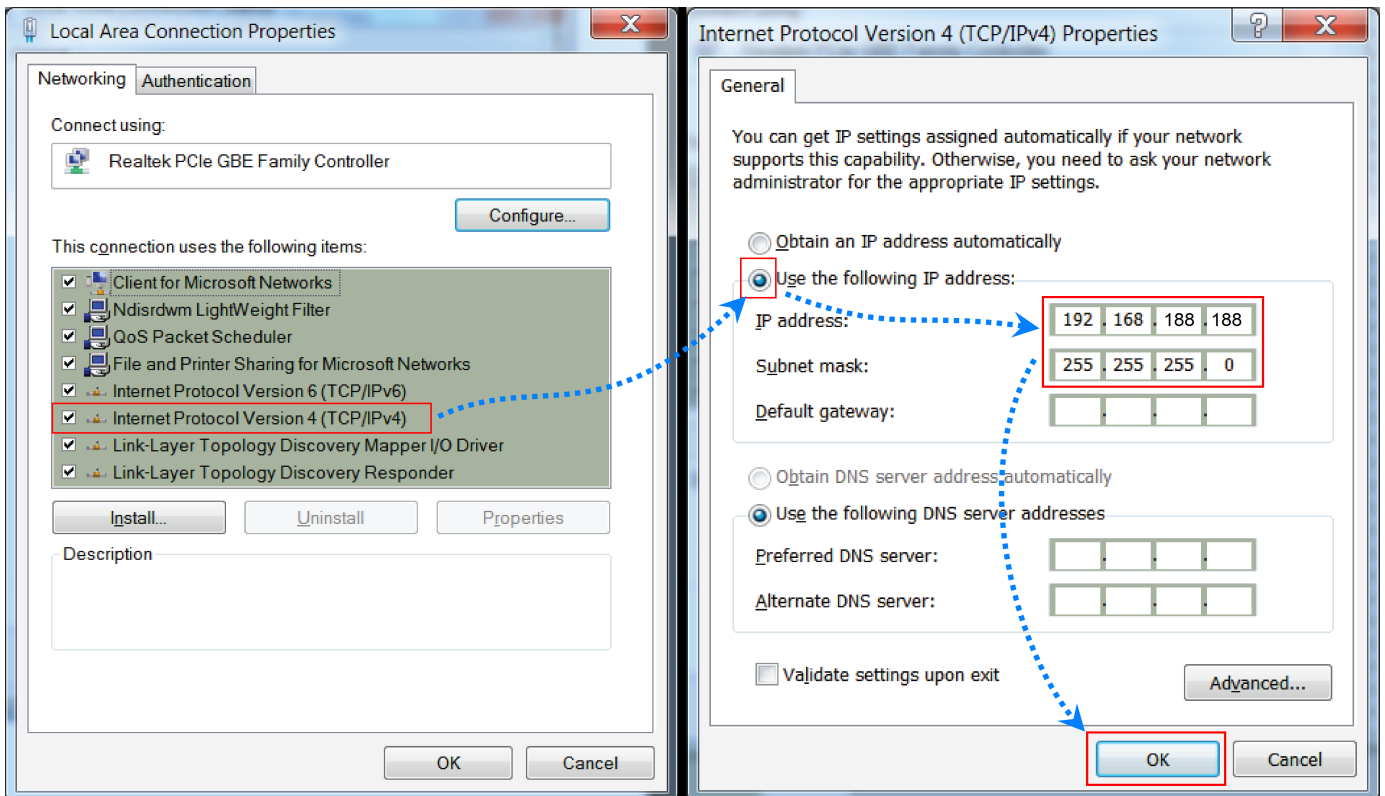 Local Area Connection Properties
Networking
Authentication
Connect using:
Realtek PCIe GBE Family Controller
Configure...
This connection uses the following items:
Client for Microsoft Networks
Ndisrdwm LightWeight Filter
QoS Packet Scheduler
File and Printer Sharing for Microsoft Networks
Internet Protocol Version 6 (TCP/IPv6)
Internet Protocol Version 4 (TCP/IPv4)
Link-Layer Topology Discovery Mapper I/O Driver
Link-Layer Topology Discovery Responder
Install...
Uninstall
Properties
Description
OK
Cancel
Internet Protocol Version 4 (TCP/IPv4) Properties
General
You can get IP settings assigned automatically if your network
supports this capability. Otherwise, you need to ask your network
administrator for the appropriate IP settings.
Obtain an IP address automatically
Use the following IP address:
IP address: 192 . 168 . 188 . 188
Subnet mask: 255 . 255 . 255 . 0
Default gateway: . . .
Obtain DNS server address automatically
Use the following DNS server addresses
Preferred DNS server: . . .
Alternate DNS server: . . .
Validate settings upon exit
Advanced...
OK
Cancel